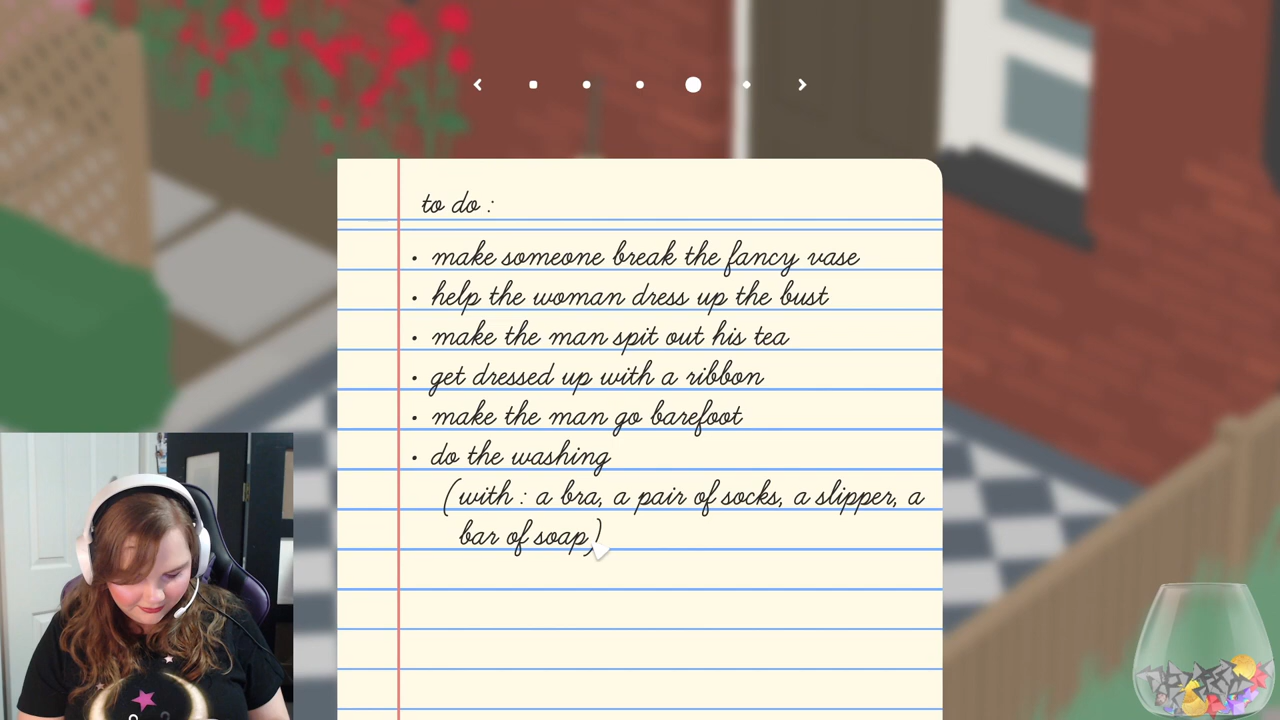 to do :
• make someone break the fancy vase
• help the woman dress up the bust
• make the man spit out his tea
• get dressed up with a ribbon
• make the man go barefoot
• do the washing
(with : a bra, a pair of socks, a slipper, a
bar of soap,)